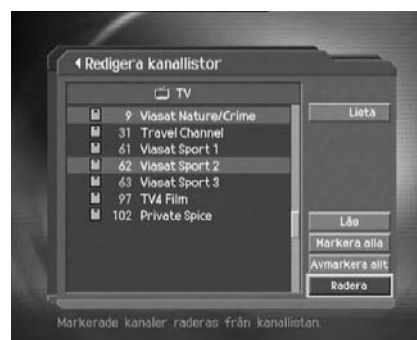 Redigera kanallistor
TV
9 Viasat Nature/Crime
31 Travel Channel
61 Viasat Sport 1
62 Viasat Sport 2
63 Viasat Sport 3
97 TV4 Film
102 Private Spice
Lista
Lås
Markera alla
Avmarkera allt
Radera
Markerade kanaler raderas från kanallistan.